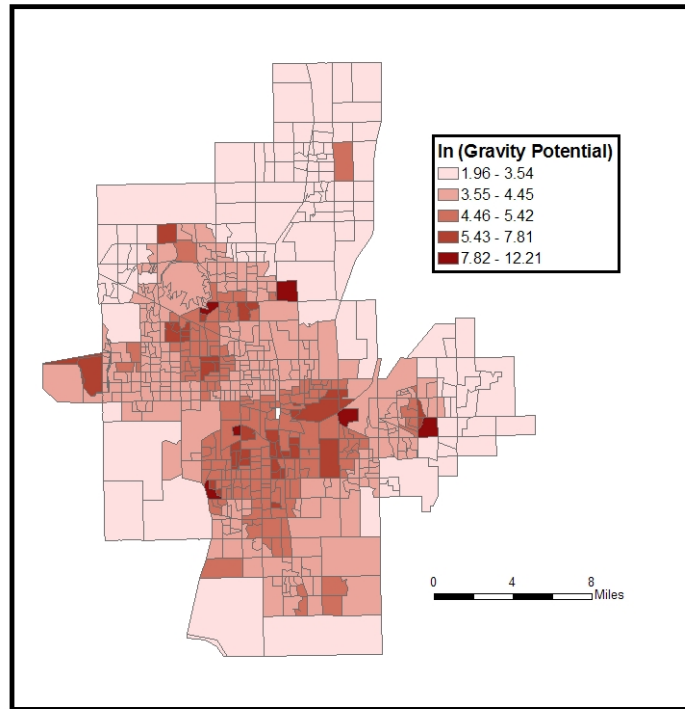 ln (Gravity Potential)
1.96 - 3.54
3.55 - 4.45
4.46 - 5.42
5.43 - 7.81
7.82 - 12.21
0 4 8
Miles